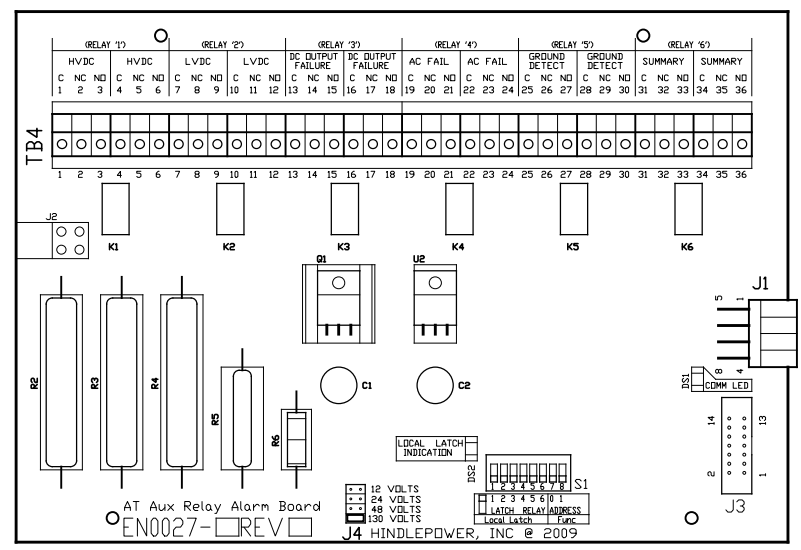 (RELAY '1') (RELAY '2') (RELAY '3') (RELAY '4') (RELAY '5') (RELAY '6')
HVDC HVDC LVDC LVDC DC OUTPUT FAILURE DC OUTPUT FAILURE AC FAIL AC FAIL GROUND DETECT GROUND DETECT SUMMARY SUMMARY
C NC NO C NC NO C NC NO C NC NO C NC NO C NC NO C NC NO C NC NO C NC NO C NC NO C NC NO C NC NO
1 2 3 4 5 6 7 8 9 10 11 12 13 14 15 16 17 18 19 20 21 22 23 24 25 26 27 28 29 30 31 32 33 34 35 36
TB4
1 2 3 4 5 6 7 8 9 10 11 12 13 14 15 16 17 18 19 20 21 22 23 24 25 26 27 28 29 30 31 32 33 34 35 36
J2
K1 K2 K3 K4 K5 K6
Q1 U2
J1
5 1
8 4
R2 R3 R4 R5 R6
C1 C2
DS1
COMM LED
14 13
2 1
J3
LOCAL LATCH
INDICATION
DS2
1 2 3 4 5 6 7 8
S1
1 2 3 4 5 6 0 1
LATCH RELAY ADDRESS
Local Latch Func
12 VOLTS
24 VOLTS
48 VOLTS
130 VOLTS
AT Aux Relay Alarm Board
EN0027- REV
J4 HINDLEPOWER, INC @ 2009